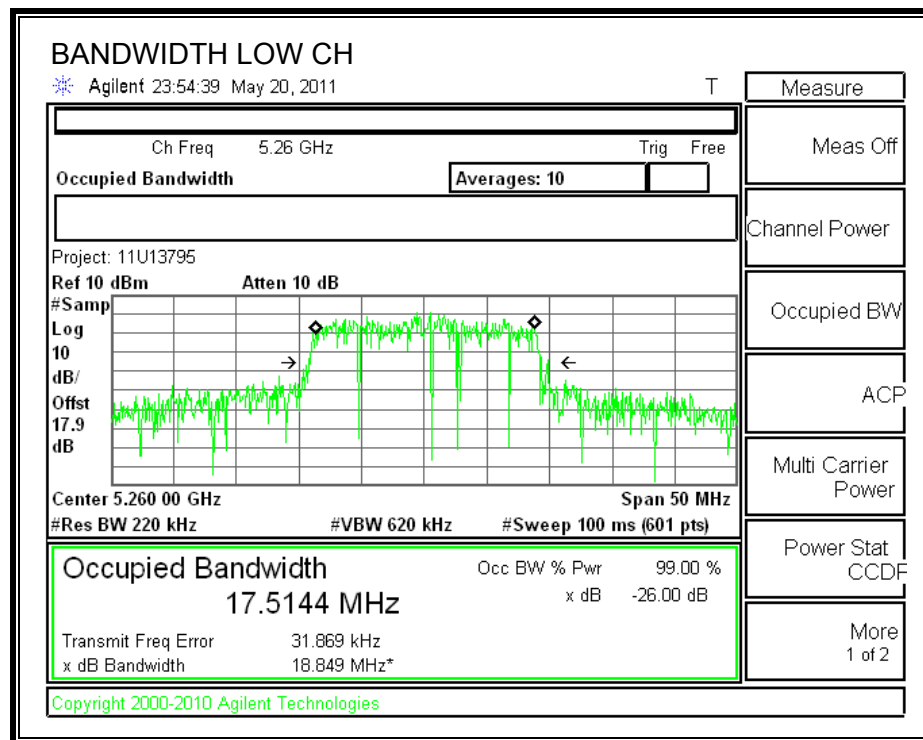 BANDWIDTH LOW CH
Agilent 23:54:39 May 20, 2011 T
Measure
Ch Freq 5.26 GHz Trig Free
Meas Off
Occupied Bandwidth Averages: 10
Channel Power
Project: 11U13795
Ref 10 dBm Atten 10 dB
#Samp
Log
10
dB/
Offst
17.9
dB
Occupied BW
ACP
Multi Carrier
Power
Center 5.260 00 GHz Span 50 MHz
#Res BW 220 kHz #VBW 620 kHz #Sweep 100 ms (601 pts)
Power Stat
CCDF
Occupied Bandwidth Occ BW % Pwr 99.00 %
17.5144 MHz x dB -26.00 dB
Transmit Freq Error 31.869 kHz
x dB Bandwidth 18.849 MHz*
More
1 of 2
Copyright 2000-2010 Agilent Technologies